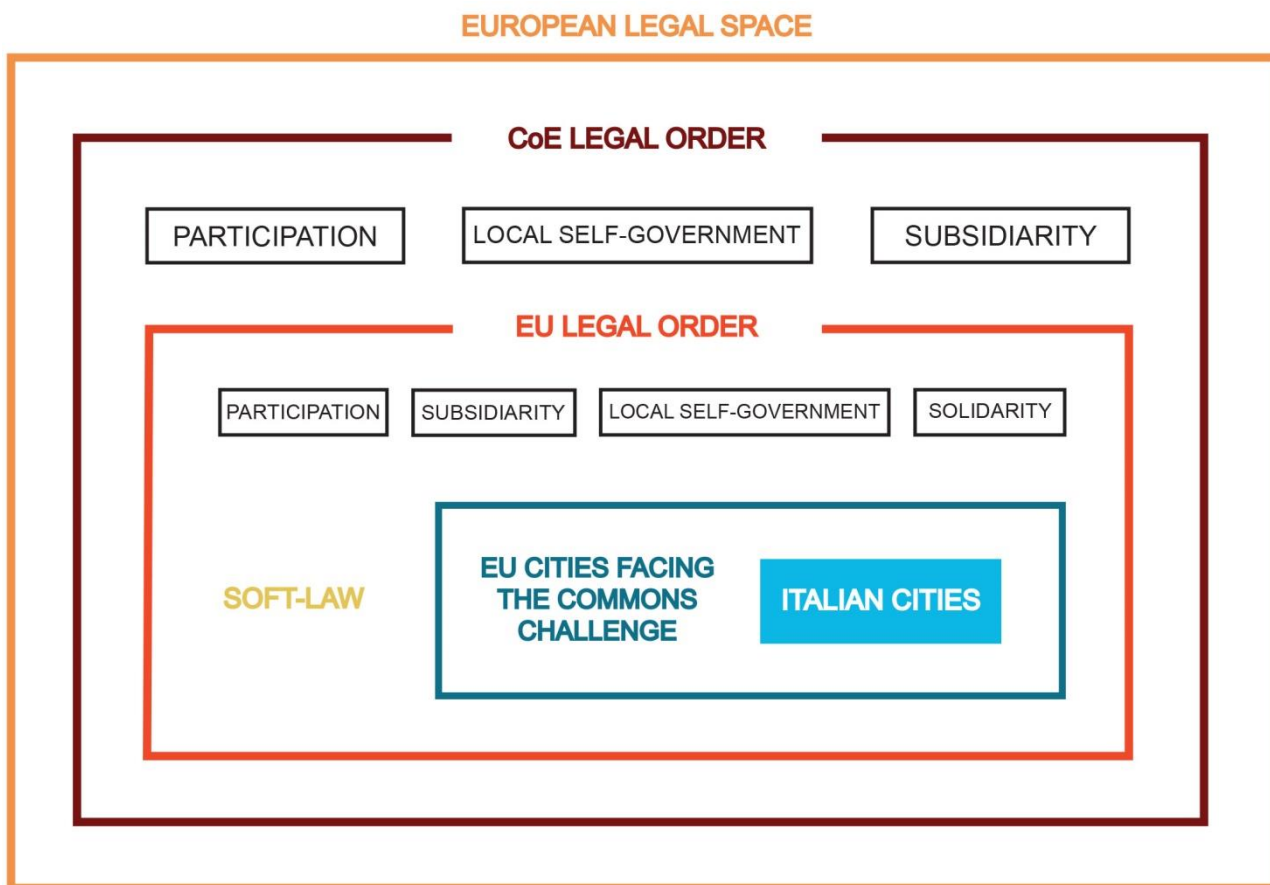 EUROPEAN LEGAL SPACE
CoE LEGAL ORDER
PARTICIPATION
LOCAL SELF-GOVERNMENT
SUBSIDIARITY
EU LEGAL ORDER
PARTICIPATION
SUBSIDIARITY
LOCAL SELF-GOVERNMENT
SOLIDARITY
SOFT-LAW
EU CITIES FACING
THE COMMONS
CHALLENGE
ITALIAN CITIES